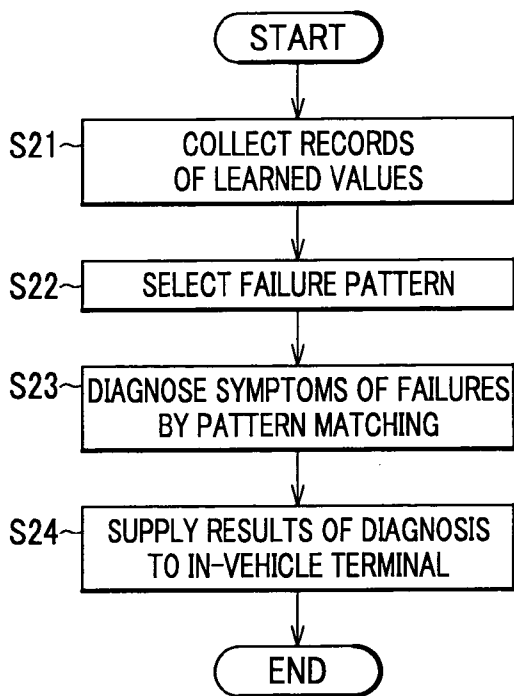 START
S21~
COLLECT RECORDS
OF LEARNED VALUES
S22~
SELECT FAILURE PATTERN
S23~
DIAGNOSE SYMPTOMS OF FAILURES
BY PATTERN MATCHING
S24~
SUPPLY RESULTS OF DIAGNOSIS
TO IN-VEHICLE TERMINAL
END